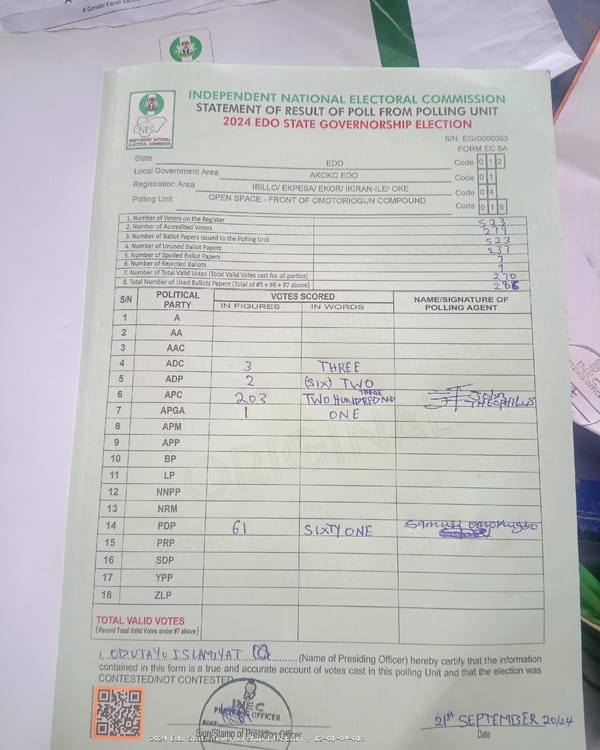 A Gender Equal Society
INDEPENDENT NATIONAL ELECTORAL COMMISSION
STATEMENT OF RESULT OF POLL FROM POLLING UNIT
2024 EDO STATE GOVERNORSHIP ELECTION
INEC
INDEPENDENT NATIONAL
ELECTORAL COMMISSION
S/N: EG/0000363
FORM EC 8A
State EDO Code 0 1 2
Local Government Area AKOKO EDO Code 0 1
Registration Area IBILLO/ EKPESA/ EKOR/ IKIRAN-ILE/ OKE Code 0 4
Polling Unit OPEN SPACE - FRONT OF OMOTORIOGUN COMPOUND Code 0 1 8
1. Number of Voters on the Register 523
2. Number of Accredited Voters 279
3. Number of Ballot Papers issued to the Polling Unit 523
4. Number of Unused Ballot Papers 237
5. Number of Spoiled Ballot Papers 7
6. Number of Rejected Ballots 9
7. Number of Total Valid Votes (Total Valid Votes cast for all parties) 270
8. Total Number of Used Ballots Papers (Total of #5 + #6 + #7 above) 286
S/N POLITICAL PARTY VOTES SCORED NAME/SIGNATURE OF POLLING AGENT
IN FIGURES IN WORDS
1 A
2 AA
3 AAC
4 ADC 3 THREE
5 ADP 2 (SIX) TWO
6 APC 203 TWO HUNDRED ND THREE John THEOPHILUS
7 APGA 1 ONE
8 APM
9 APP
10 BP
11 LP
12 NNPP
13 NRM
14 PDP 61 SIXTY ONE Samuel
15 PRP
16 SDP
17 YPP
18 ZLP
ORIGINAL
TOTAL VALID VOTES
(Record Total Valid Votes under #7 above)
I, ODUTAYO ISLAMIYAT O. (Name of Presiding Officer) hereby certify that the information
contained in this form is a true and accurate account of votes cast in this polling Unit and that the election was
CONTESTED/NOT CONTESTED
INEC
PRESIDING OFFICER
Sign/Stamp of Presiding Officer
21st SEPTEMBER 2024
Date